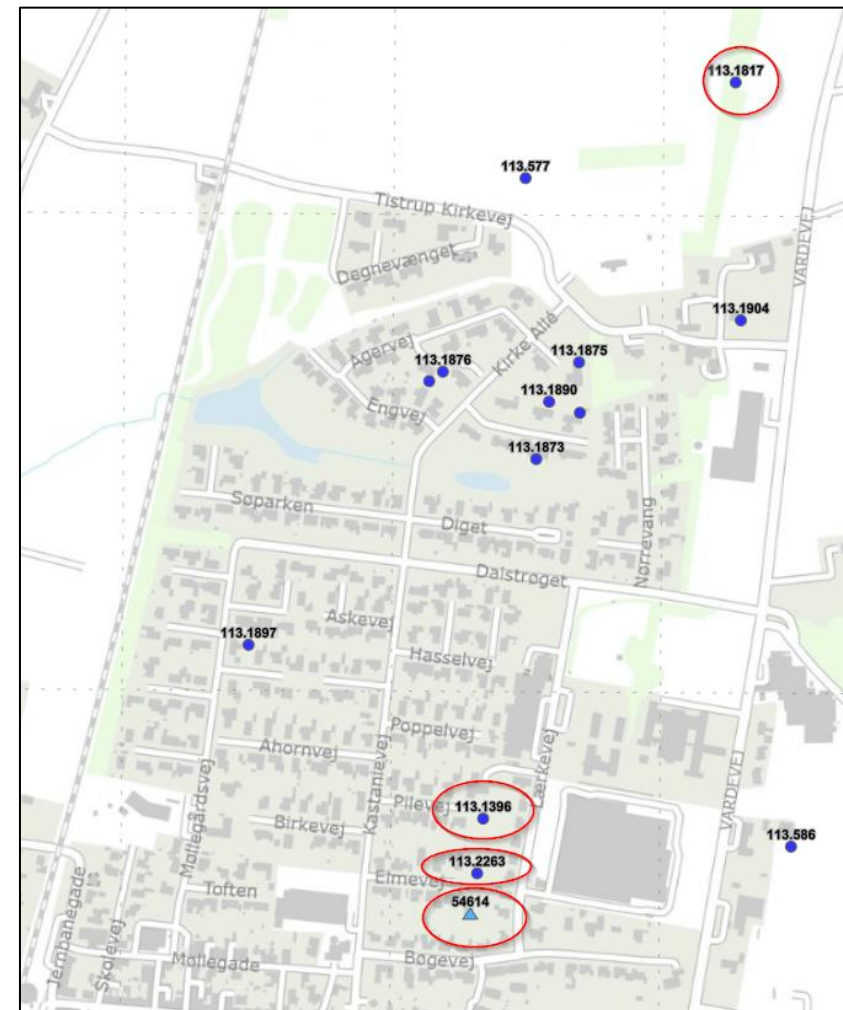 113.1817
113.577
Tistrup Kirkevej
VARDEVEJ
Degnevænget
113.1904
Kirke Allé
Agervej
113.1876
113.1875
113.1890
Engvej
113.1873
Søparken
Diget
Nørrevang
Dalstrøget
Askevej
113.1897
Hasselvej
Poppelvej
Ahornvej
Lærkevej
Kastanievej
Møllegårdsvej
VARDEVEJ
Pilevej
113.1396
Birkevej
113.586
113.2263
Elmevej
Toften
54614
Jernbanegade
Skolevej
Møllegade
Bøgevej